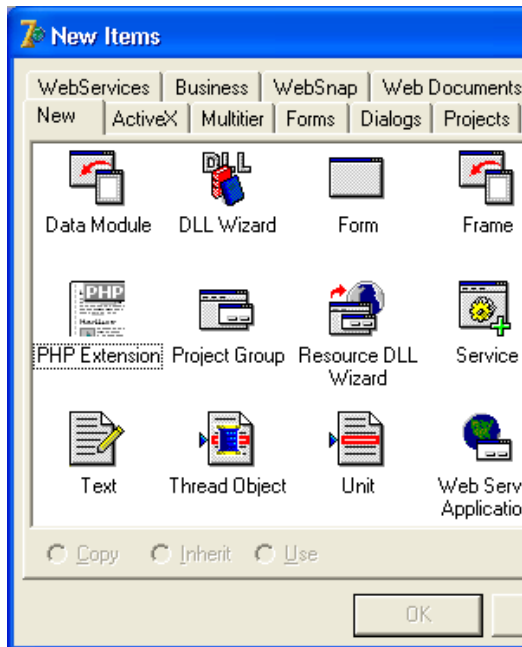 New Items
WebServices Business WebSnap Web Documents
New ActiveX Multitier Forms Dialogs Projects
DLL
Data Module DLL Wizard Form Frame
PHP
PHP Extension Project Group Resource DLL Wizard Service
Text Thread Object Unit Web Serv
Applicatio
Copy Inherit Use
OK